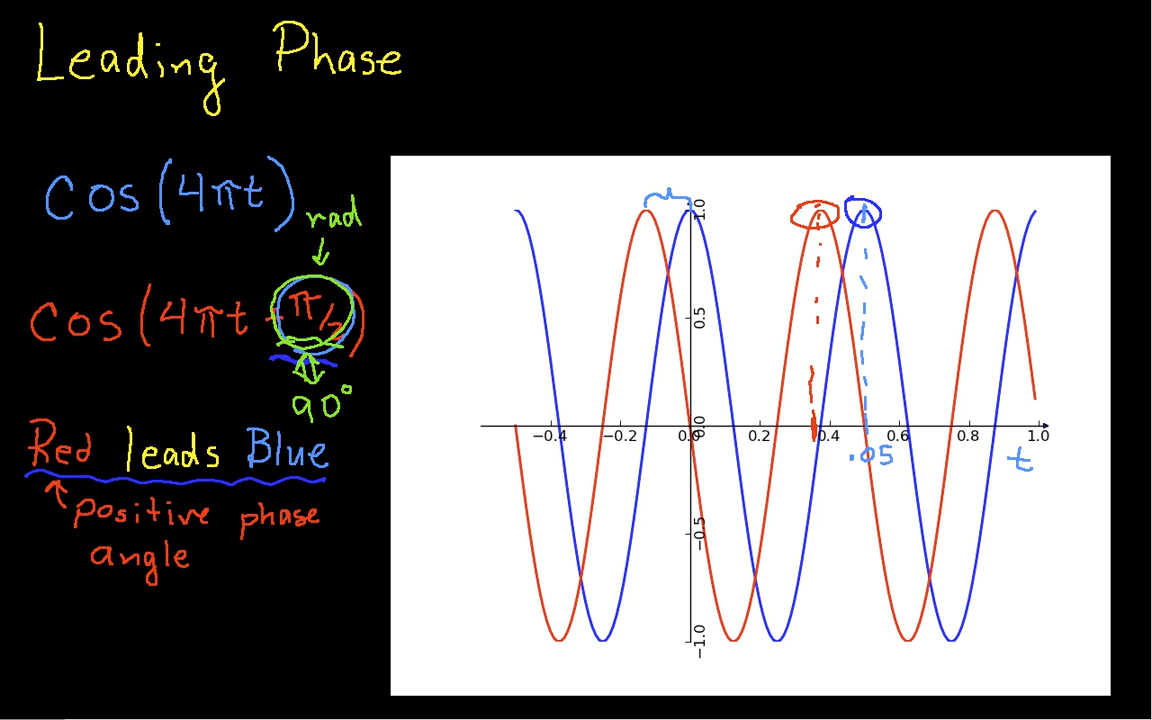 Leading Phase
Cos(4πt)
rad
Cos(4πt + π/2)
90°
Red leads Blue
positive phase
angle
1.0
0.5
0.0
−0.5
−1.0
−0.4 −0.2 0.0 0.2 0.4 0.6 0.8 1.0
.05
t